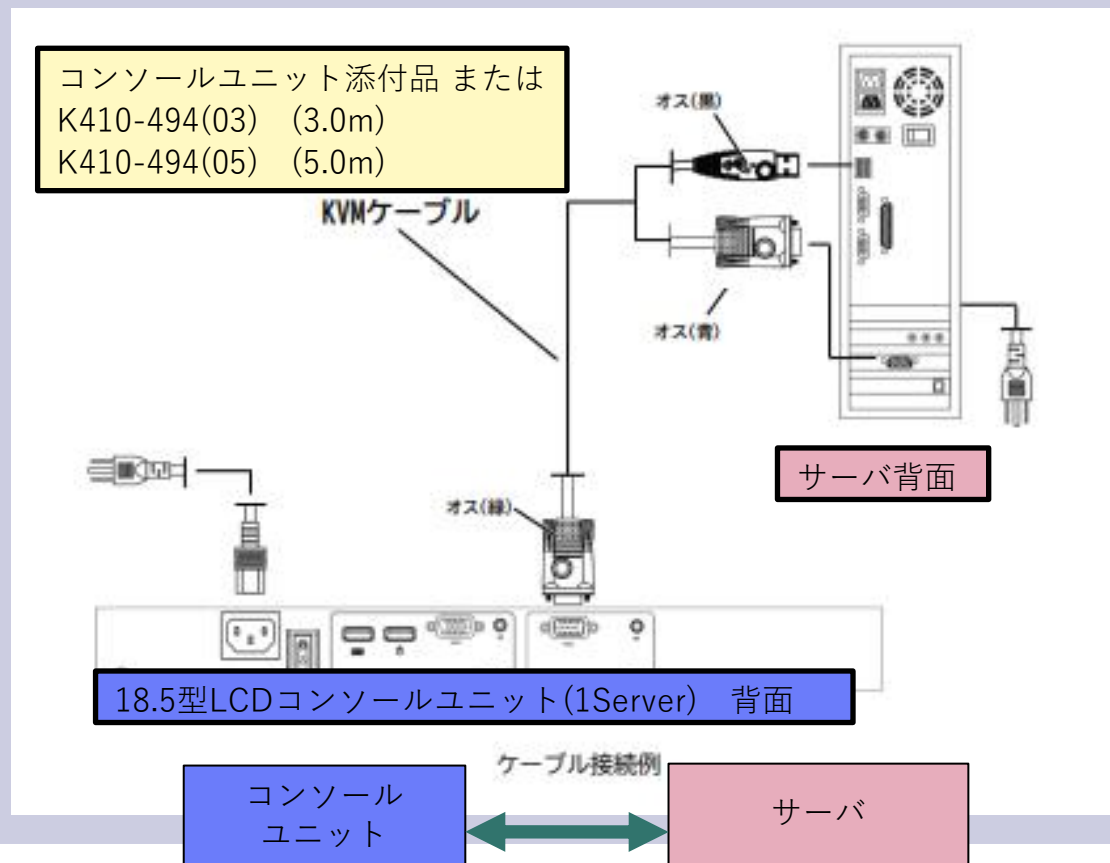 コンソールユニット添付品 または
K410-494(03)　(3.0m)
K410-494(05)　(5.0m)
KVMケーブル
オス(黒)
オス(青)
サーバ背面
オス(緑)
18.5型LCDコンソールユニット(1Server)　背面
ケーブル接続例
コンソール
ユニット
サーバ